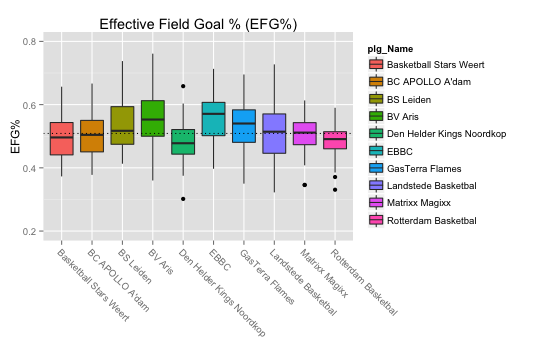 Effective Field Goal % (EFG%)
EFG%
0.8
0.6
0.4
0.2
Basketball Stars Weert
BC APOLLO A'dam
BS Leiden
BV Aris
Den Helder Kings Noordkop
EBBC
GasTerra Flames
Landstede Basketbal
Matrixx Magixx
Rotterdam Basketbal
plg_Name
Basketball Stars Weert
BC APOLLO A'dam
BS Leiden
BV Aris
Den Helder Kings Noordkop
EBBC
GasTerra Flames
Landstede Basketbal
Matrixx Magixx
Rotterdam Basketbal